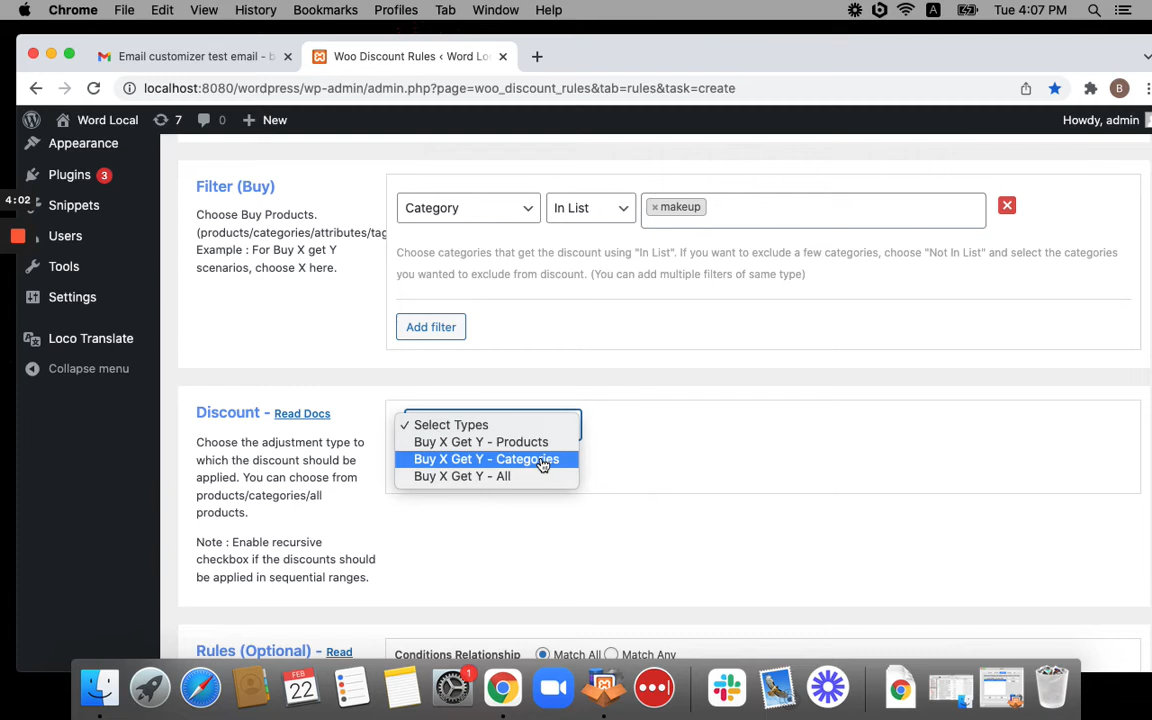 Chrome File Edit View History Bookmarks Profiles Tab Window Help A Tue 4:07 PM
Email customizer test email - b Woo Discount Rules ‹ Word Lo
localhost:8080/wordpress/wp-admin/admin.php?page=woo_discount_rules&tab=rules&task=create B
Word Local 7 0 New Howdy, admin
Appearance
Plugins 3
4:02
Snippets
Users
Tools
Settings
Loco Translate
Collapse menu
Filter (Buy)
Choose Buy Products.
(products/categories/attributes/tag
Example : For Buy X get Y
scenarios, choose X here.
Category In List × makeup
Choose categories that get the discount using "In List". If you want to exclude a few categories, choose "Not In List" and select the categories
you wanted to exclude from discount. (You can add multiple filters of same type)
Add filter
Discount - Read Docs
Choose the adjustment type to
which the discount should be
applied. You can choose from
products/categories/all
products.
Note : Enable recursive
checkbox if the discounts should
be applied in sequential ranges.
✓ Select Types
Buy X Get Y - Products
Buy X Get Y - Categories
Buy X Get Y - All
Rules (Optional) - Read
Conditions Relationship Match All Match Any
FEB
22
1